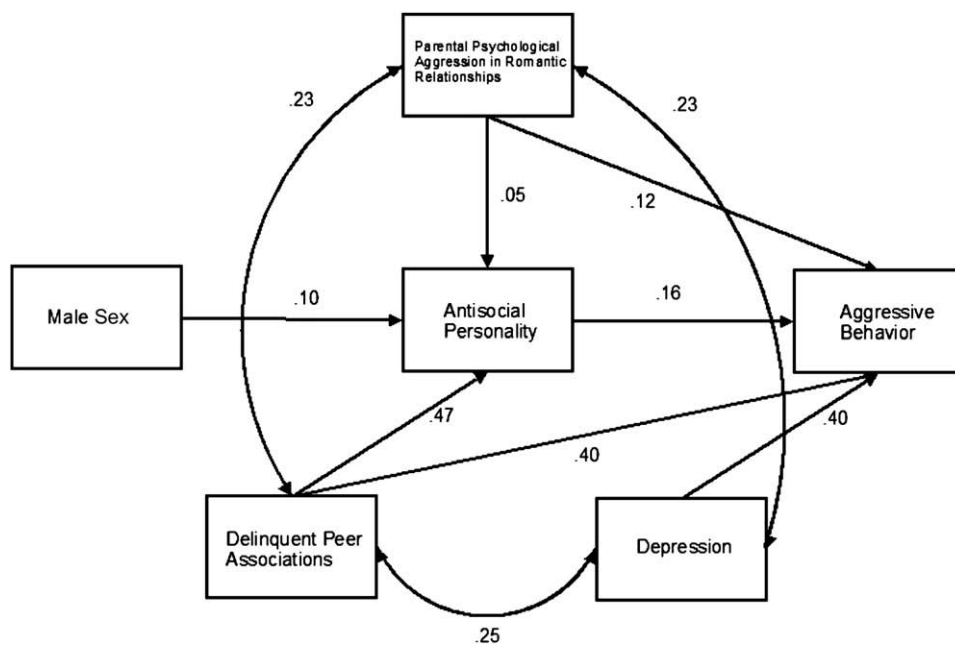 Parental Psychological
Aggression in Romantic
Relationships
.23
.23
.05
.12
Male Sex
.10
Antisocial
Personality
.16
Aggressive
Behavior
.47
.40
.40
Delinquent Peer
Associations
Depression
.25